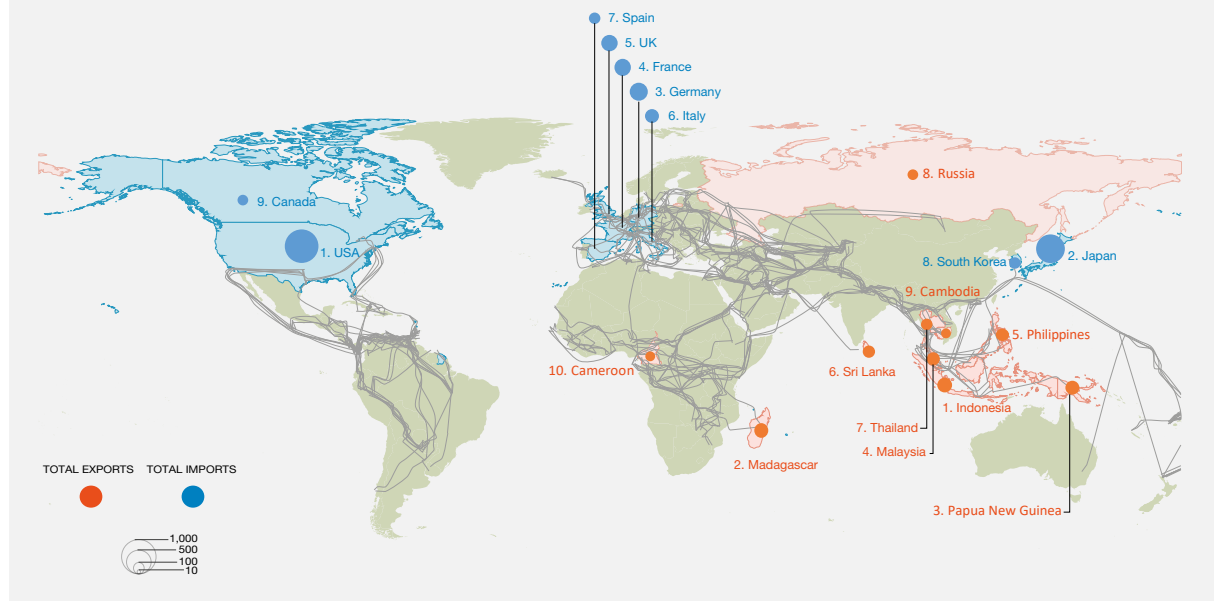 7. Spain
5. UK
4. France
3. Germany
6. Italy
8. Russia
9. Canada
1. USA
2. Japan
8. South Korea
9. Cambodia
5. Philippines
10. Cameroon
6. Sri Lanka
1. Indonesia
7. Thailand
4. Malaysia
2. Madagascar
3. Papua New Guinea
TOTAL EXPORTS TOTAL IMPORTS
1,000
500
100
10